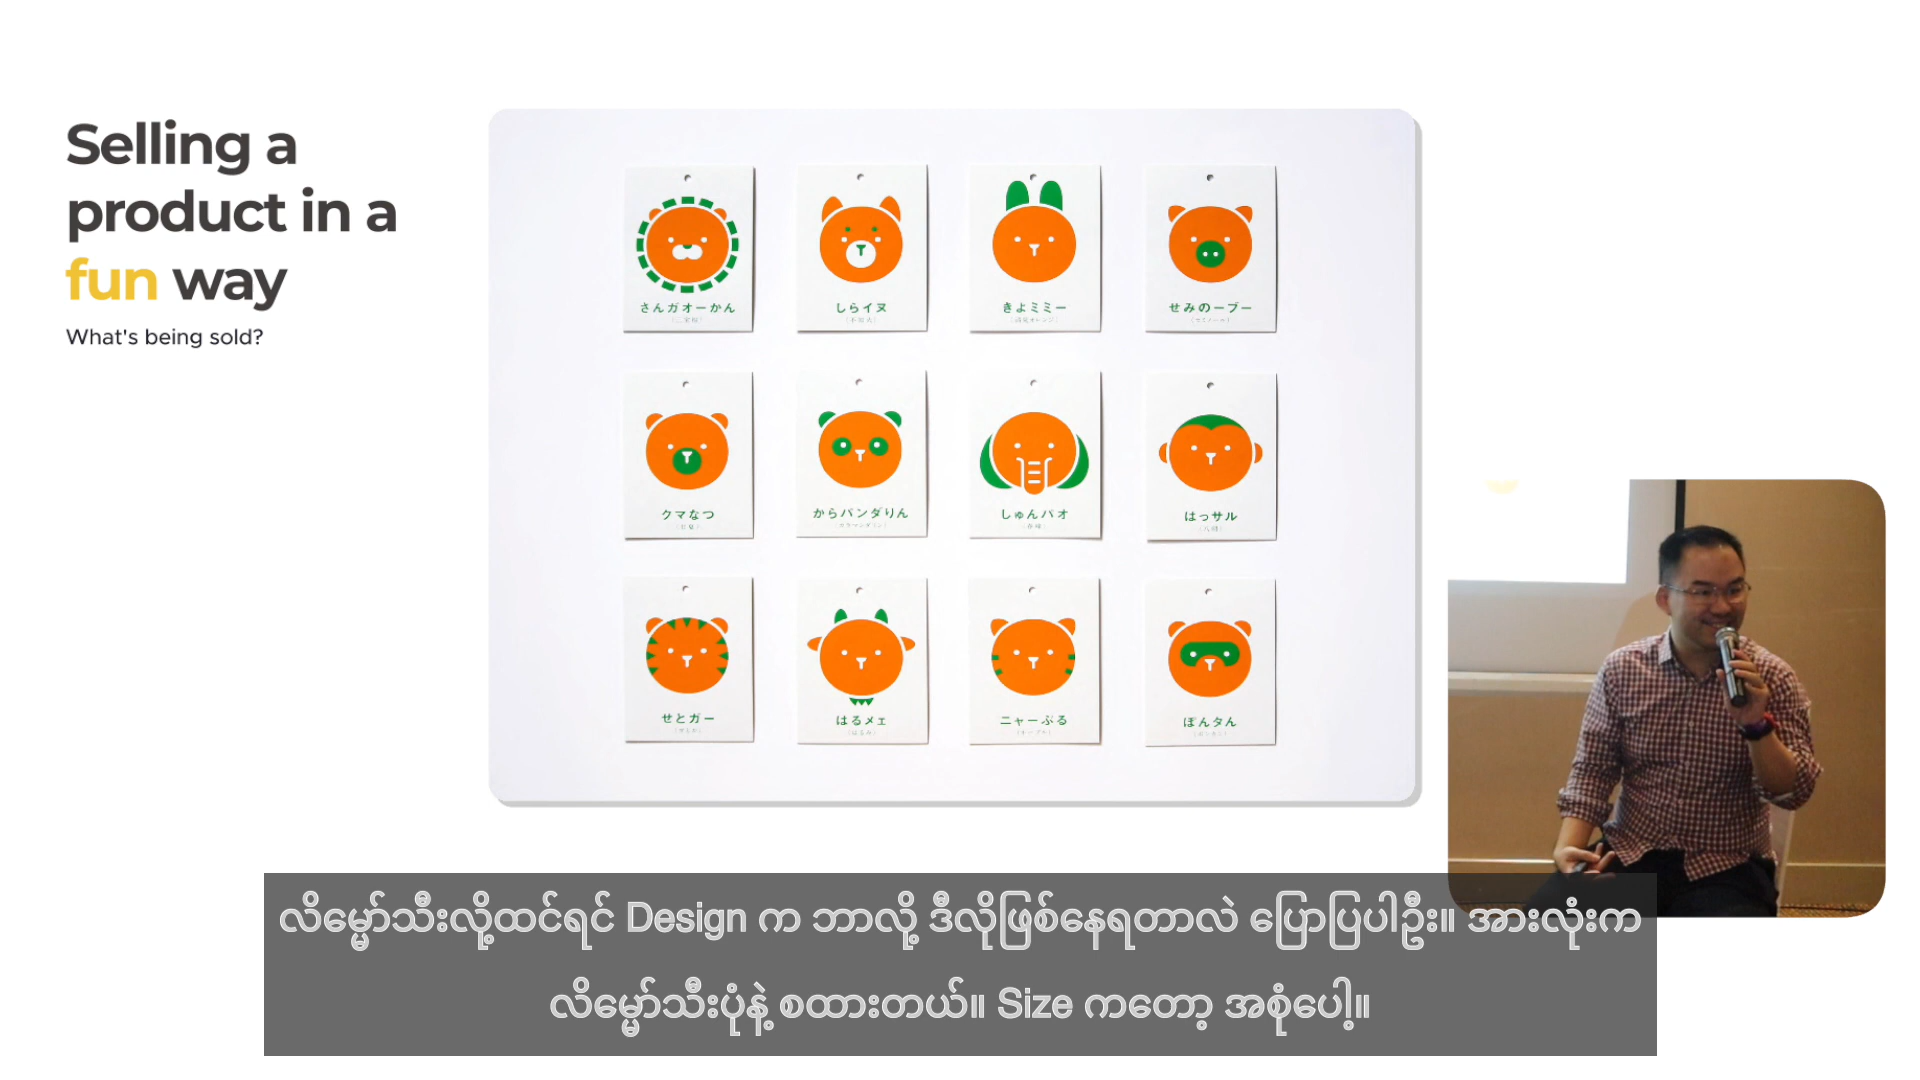 Selling a
product in a
fun way
What's being sold?
さんガオーかん
しらイヌ
きよミミー
せみのーブー
クマなつ
からパンダりん
しゅんパオ
はっサル
せとガー
はるメェ
ニャーぶる
ぽんタん
လိမ္မော်သီးလို့ထင်ရင် Design က ဘာလို့ ဒီလိုဖြစ်နေရတာလဲ ပြောပြပါဦး။ အားလုံးက
လိမ္မော်သီးပုံနဲ့ စထားတယ်။ Size ကတော့ အစုံပေါ့။